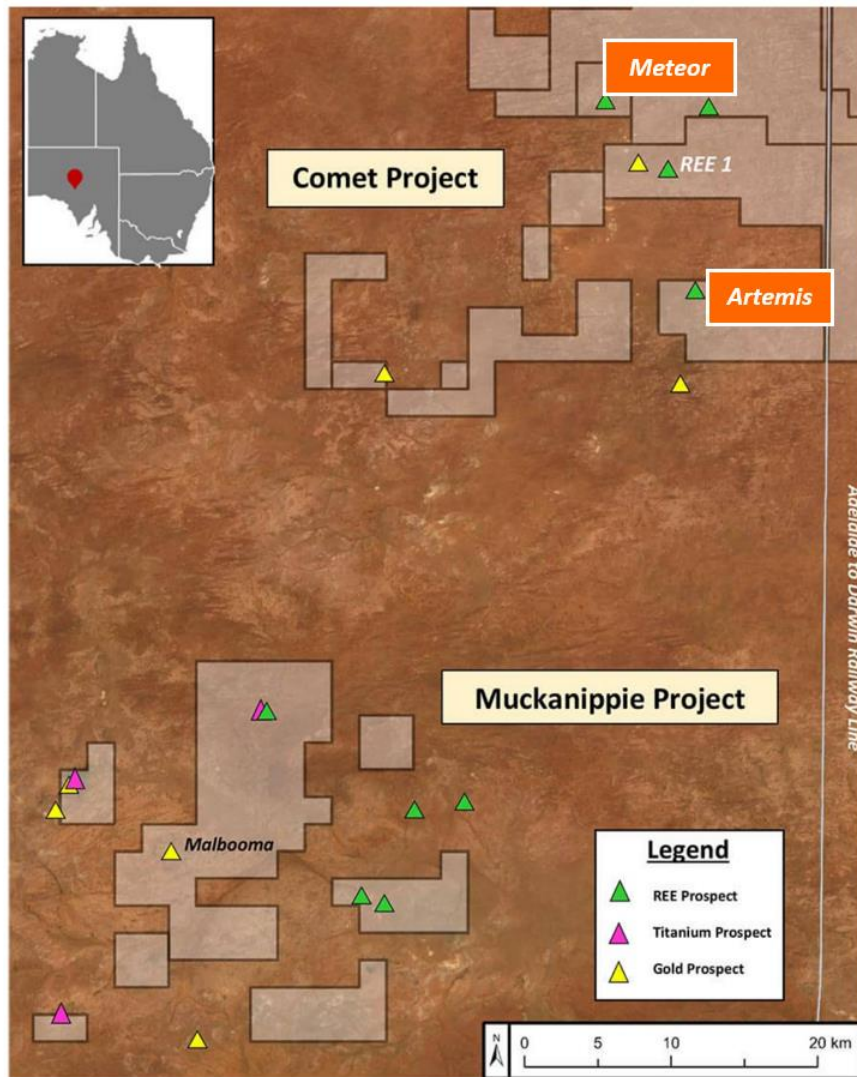 Meteor
Comet Project
REE 1
Artemis
Adelaide to Darwin Railway Line
Muckanippie Project
Malbooma
Legend
REE Prospect
Titanium Prospect
Gold Prospect
N
0 5 10 20 km